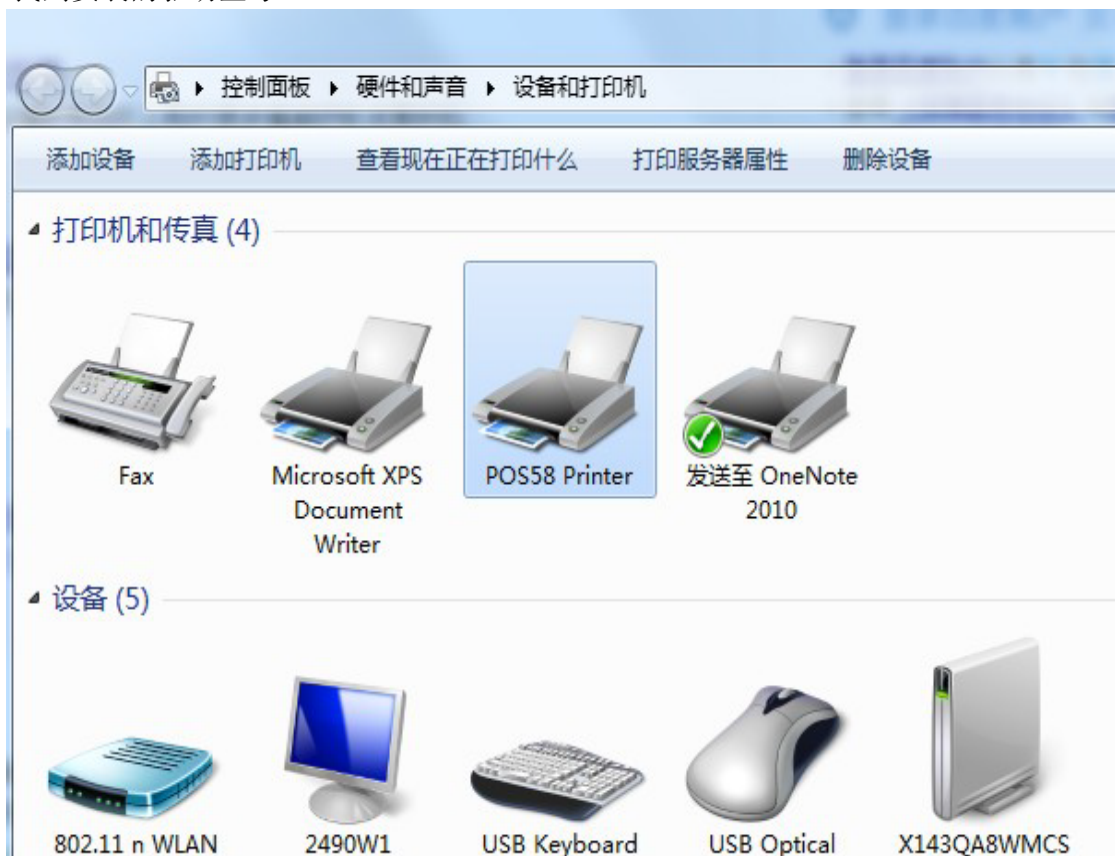 控制面板 ▸ 硬件和声音 ▸ 设备和打印机
添加设备 添加打印机 查看现在正在打印什么 打印服务器属性 删除设备
打印机和传真 (4)
Fax
Microsoft XPS
Document
Writer
POS58 Printer
发送至 OneNote
2010
设备 (5)
802.11 n WLAN
2490W1
USB Keyboard
USB Optical
X143QA8WMCS